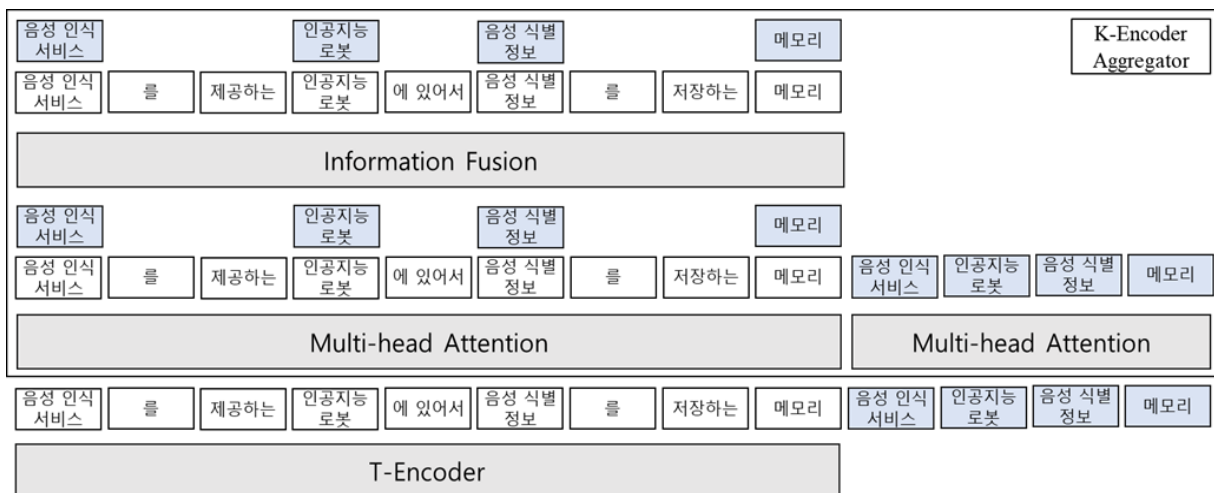 음성 인식 서비스 인공지능 로봇 음성 식별 정보 메모리
K-Encoder Aggregator
음성 인식 서비스 를 제공하는 인공지능 로봇 에 있어서 음성 식별 정보 를 저장하는 메모리
Information Fusion
음성 인식 서비스 인공지능 로봇 음성 식별 정보 메모리
음성 인식 서비스 를 제공하는 인공지능 로봇 에 있어서 음성 식별 정보 를 저장하는 메모리 음성 인식 서비스 인공지능 로봇 음성 식별 정보 메모리
Multi-head Attention Multi-head Attention
음성 인식 서비스 를 제공하는 인공지능 로봇 에 있어서 음성 식별 정보 를 저장하는 메모리 음성 인식 서비스 인공지능 로봇 음성 식별 정보 메모리
T-Encoder